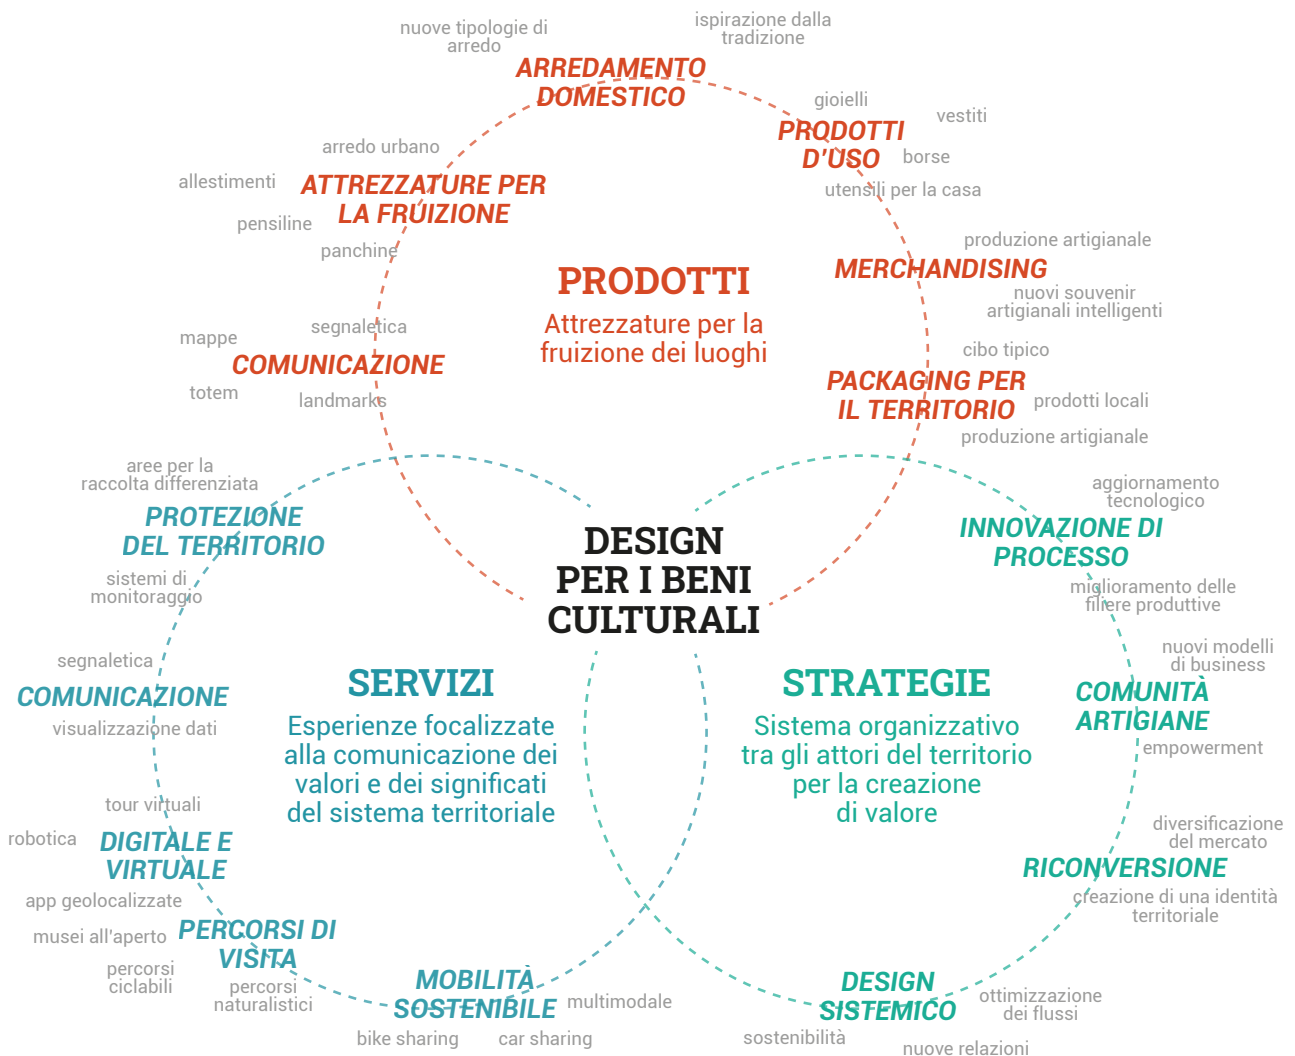 nuove tipologie di
arredo
ispirazione dalla
tradizione
ARREDAMENTO
DOMESTICO
gioielli
vestiti
PRODOTTI
D'USO
borse
utensili per la casa
arredo urbano
allestimenti
ATTREZZATURE PER
LA FRUIZIONE
pensiline
panchine
produzione artigianale
MERCHANDISING
nuovi souvenir
artigianali intelligenti
PRODOTTI
Attrezzature per la
fruizione dei luoghi
segnaletica
mappe
COMUNICAZIONE
totem
landmarks
cibo tipico
PACKAGING PER
IL TERRITORIO
prodotti locali
produzione artigianale
aree per la
raccolta differenziata
PROTEZIONE
DEL TERRITORIO
sistemi di
monitoraggio
DESIGN
PER I BENI
CULTURALI
aggiornamento
tecnologico
INNOVAZIONE DI
PROCESSO
miglioramento delle
filiere produttive
segnaletica
COMUNICAZIONE
visualizzazione dati
SERVIZI
Esperienze focalizzate
alla comunicazione dei
valori e dei significati
del sistema territoriale
STRATEGIE
Sistema organizzativo
tra gli attori del territorio
per la creazione
di valore
nuovi modelli
di business
COMUNITÀ
ARTIGIANE
empowerment
tour virtuali
robotica
DIGITALE E
VIRTUALE
app geolocalizzate
diversificazione
del mercato
RICONVERSIONE
creazione di una identità
territoriale
musei all'aperto
PERCORSI DI
VISITA
percorsi
ciclabili
percorsi
naturalistici
MOBILITÀ
SOSTENIBILE
multimodale
bike sharing
car sharing
DESIGN
SISTEMICO
ottimizzazione
dei flussi
sostenibilità
nuove relazioni